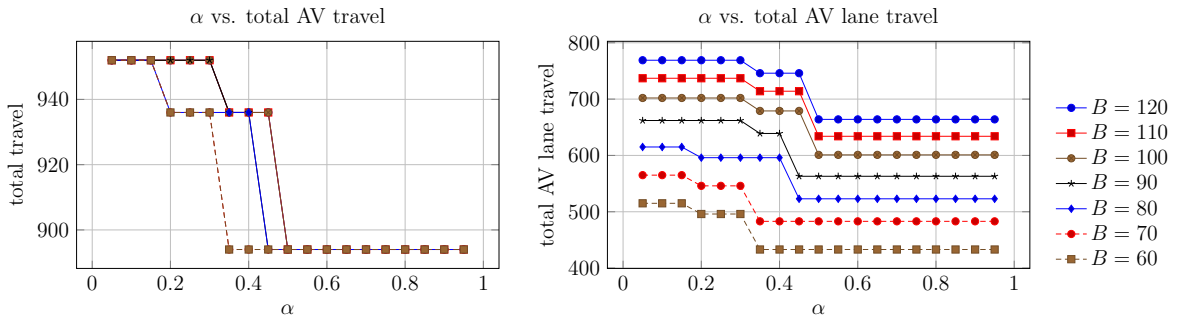 α vs. total AV travel
total travel
940
920
900
0
0.2
0.4
0.6
0.8
1
α
α vs. total AV lane travel
total AV lane travel
800
700
600
500
400
0
0.2
0.4
0.6
0.8
1
α
B = 120
B = 110
B = 100
B = 90
B = 80
B = 70
B = 60